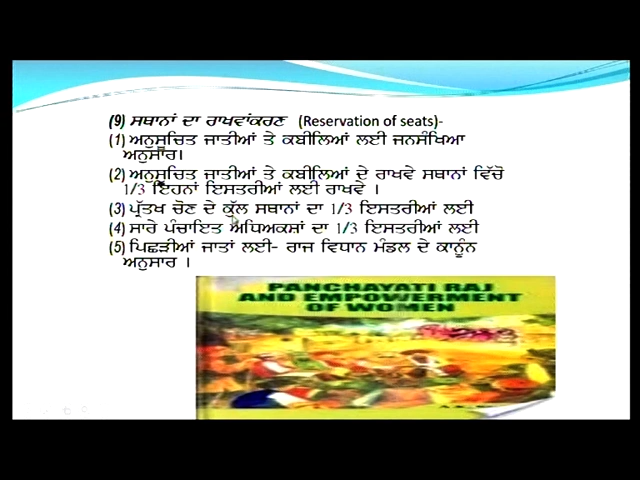 (9) ਸਥਾਨਾਂ ਦਾ ਰਾਖਵਾਂਕਰਣ (Reservation of seats)-
(1) ਅਨੁਸੂਚਿਤ ਜਾਤੀਆਂ ਤੇ ਕਬੀਲਿਆਂ ਲਈ ਜਨਸੰਖਿਆ
ਅਨੁਸਾਰ।
(2) ਅਨੁਸੂਚਿਤ ਜਾਤੀਆਂ ਤੇ ਕਬੀਲਿਆਂ ਦੇ ਰਾਖਵੇ ਸਥਾਨਾਂ ਵਿੱਚੋ
1/3 ਇਹਨਾਂ ਇਸਤਰੀਆਂ ਲਈ ਰਾਖਵੇ ।
(3) ਪ੍ਰੱਤਖ ਚੋਣ ਦੇ ਕੁੱਲ ਸਥਾਨਾਂ ਦਾ 1/3 ਇਸਤਰੀਆਂ ਲਈ
(4) ਸਾਰੇ ਪੰਚਾਇਤ ਅਧਿਅਕਸ਼ਾਂ ਦਾ 1/3 ਇਸਤਰੀਆਂ ਲਈ
(5) ਪਿਛੜੀਆਂ ਜਾਤਾਂ ਲਈ- ਰਾਜ ਵਿਧਾਨ ਮੰਡਲ ਦੇ ਕਾਨੂੰਨ
ਅਨੁਸਾਰ ।
PANCHAYATI RAJ
AND EMPOWERMENT
OF WOMEN